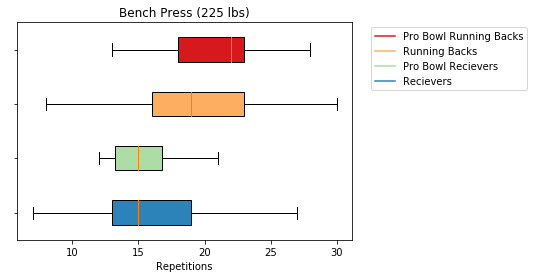 Bench Press (225 lbs)
Pro Bowl Running Backs
Running Backs
Pro Bowl Recievers
Recievers
10 15 20 25 30
Repetitions